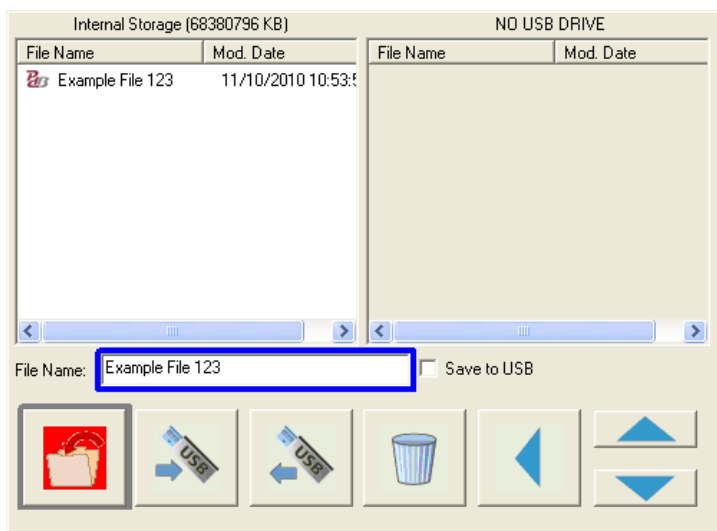 Internal Storage (68380796 KB)
NO USB DRIVE
File Name Mod. Date
File Name Mod. Date
Example File 123 11/10/2010 10:53:5
File Name: Example File 123 Save to USB
USB USB